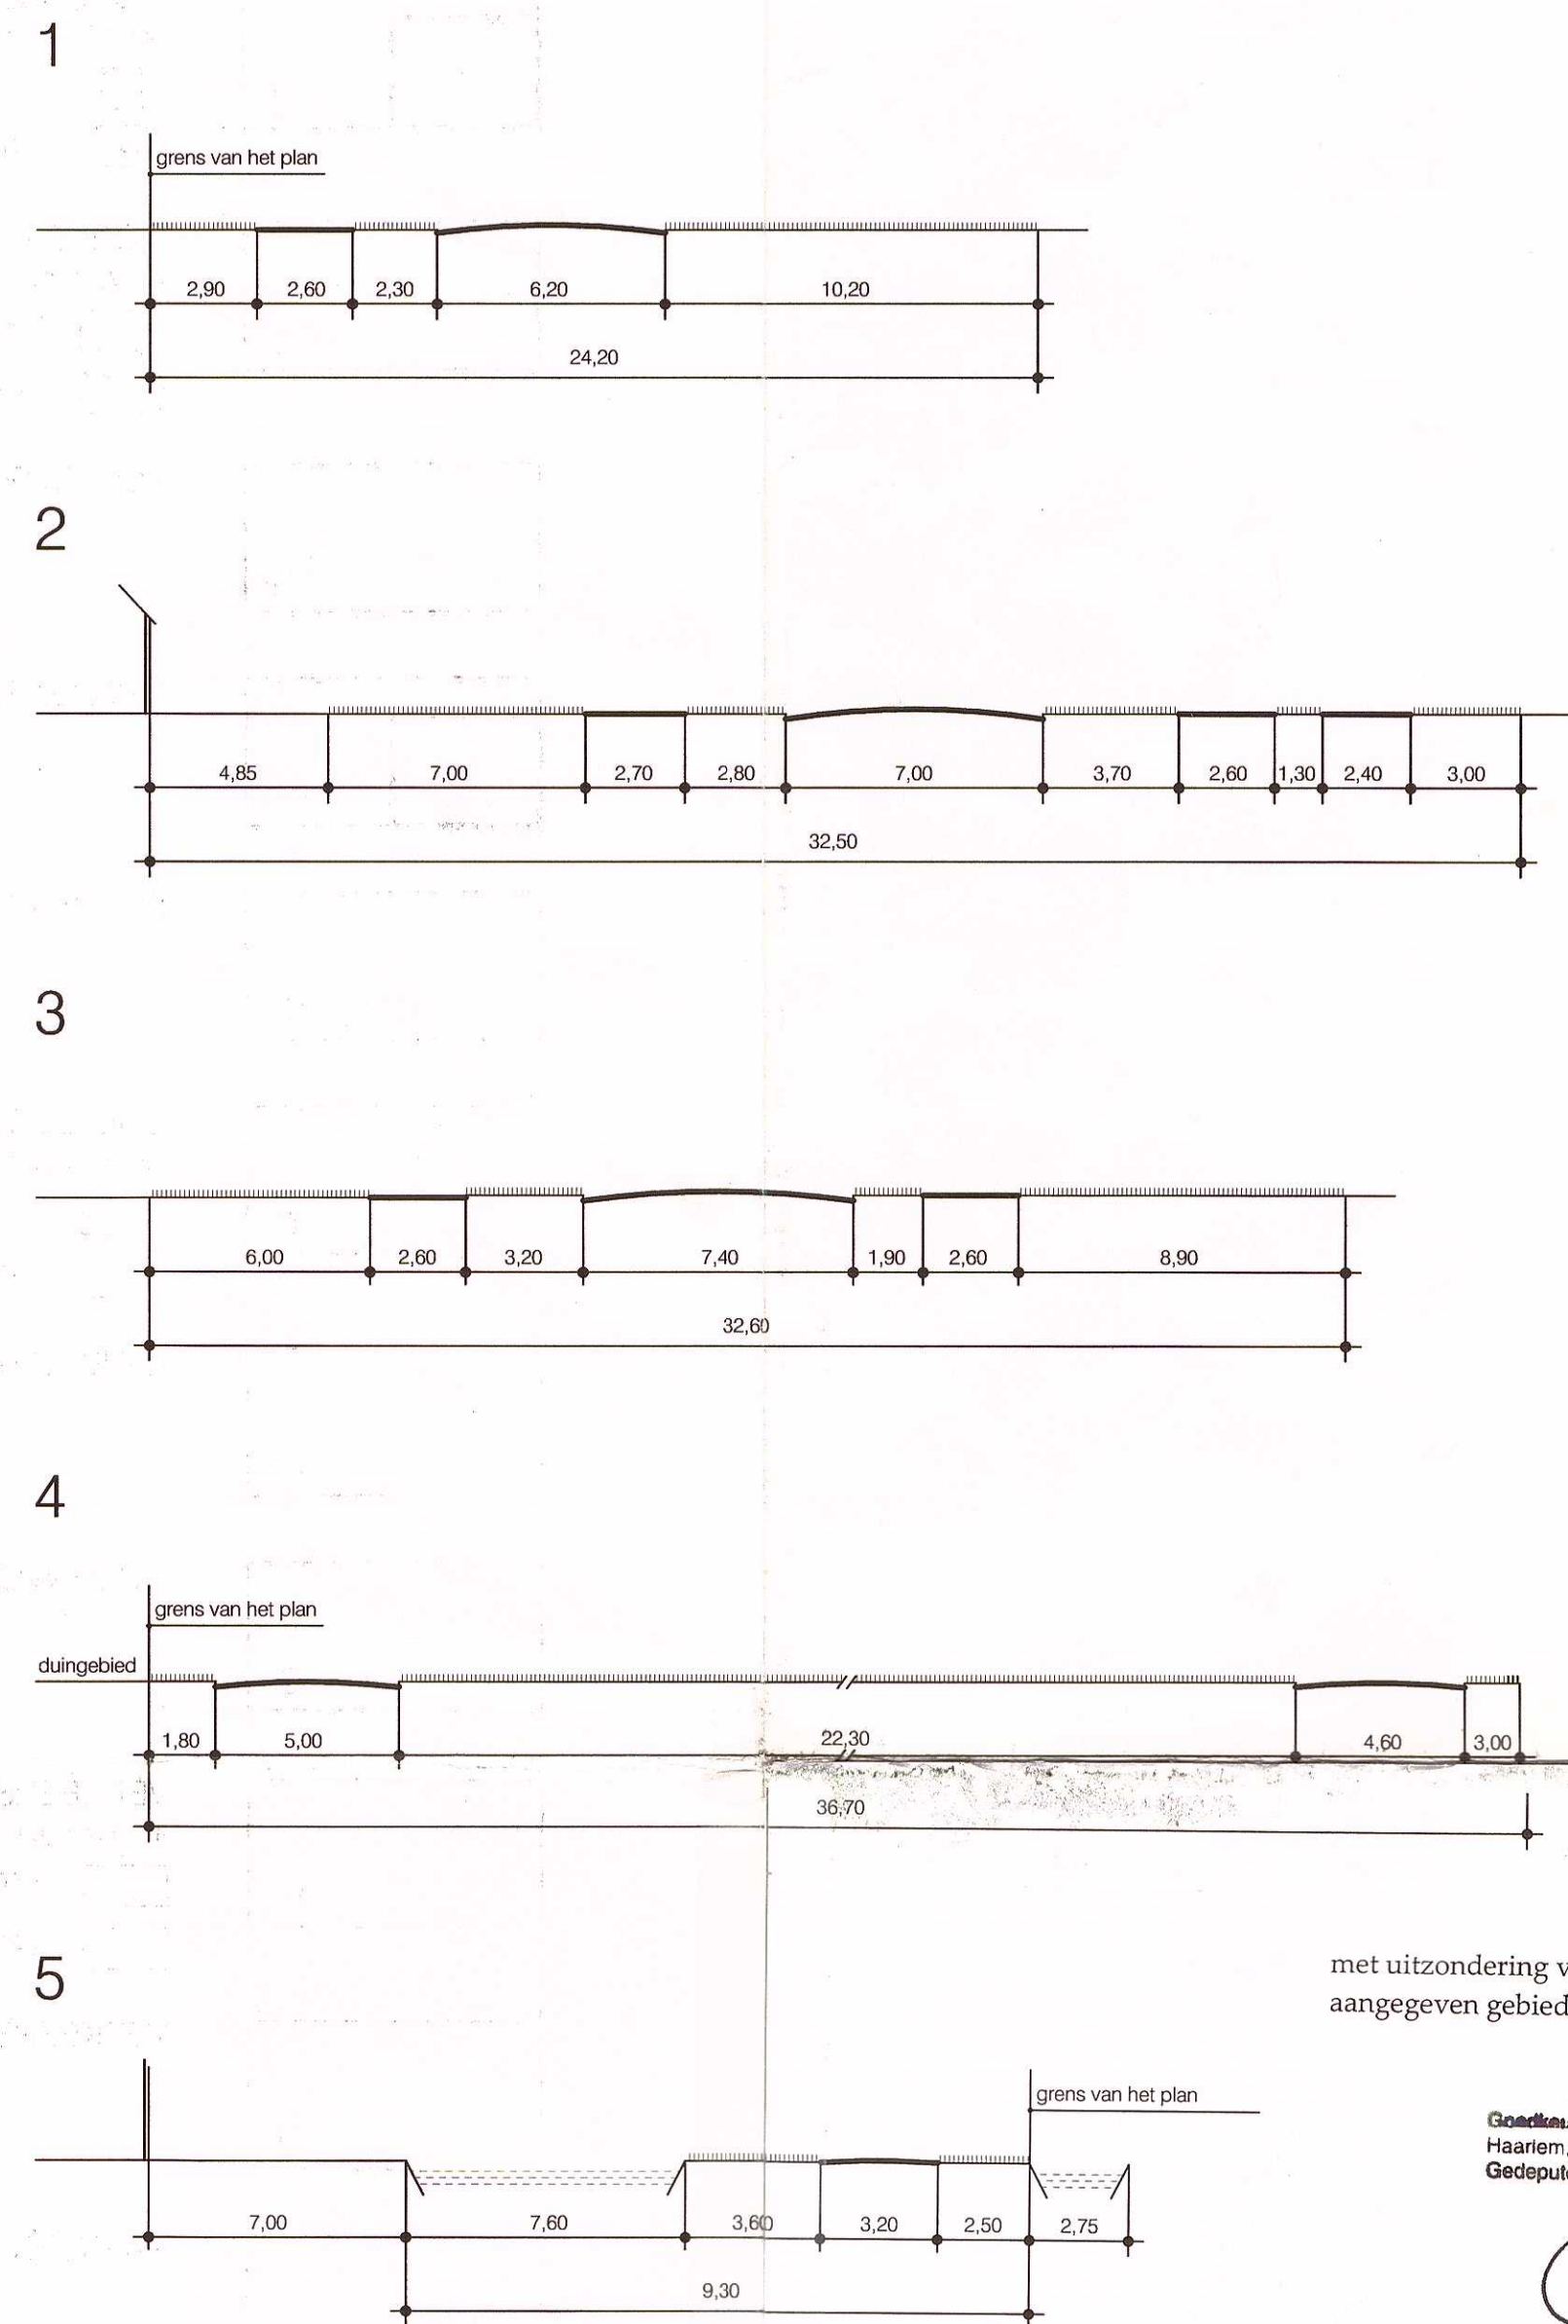 1
grens van het plan
2,90 2,60 2,30 6,20 10,20
24,20
2
4,85 7,00 2,70 2,80 7,00 3,70 2,60 1,30 2,40 3,00
32,50
3
6,00 2,60 3,20 7,40 1,90 2,60 8,90
32,60
4
grens van het plan
duingebied
1,80 5,00 22,30 4,60 3,00
36,70
5
met uitzondering v
aangegeven gebied
grens van het plan
Goedkeu
Haarlem,
Gedepute
7,00 7,60 3,60 3,20 2,50 2,75
9,30